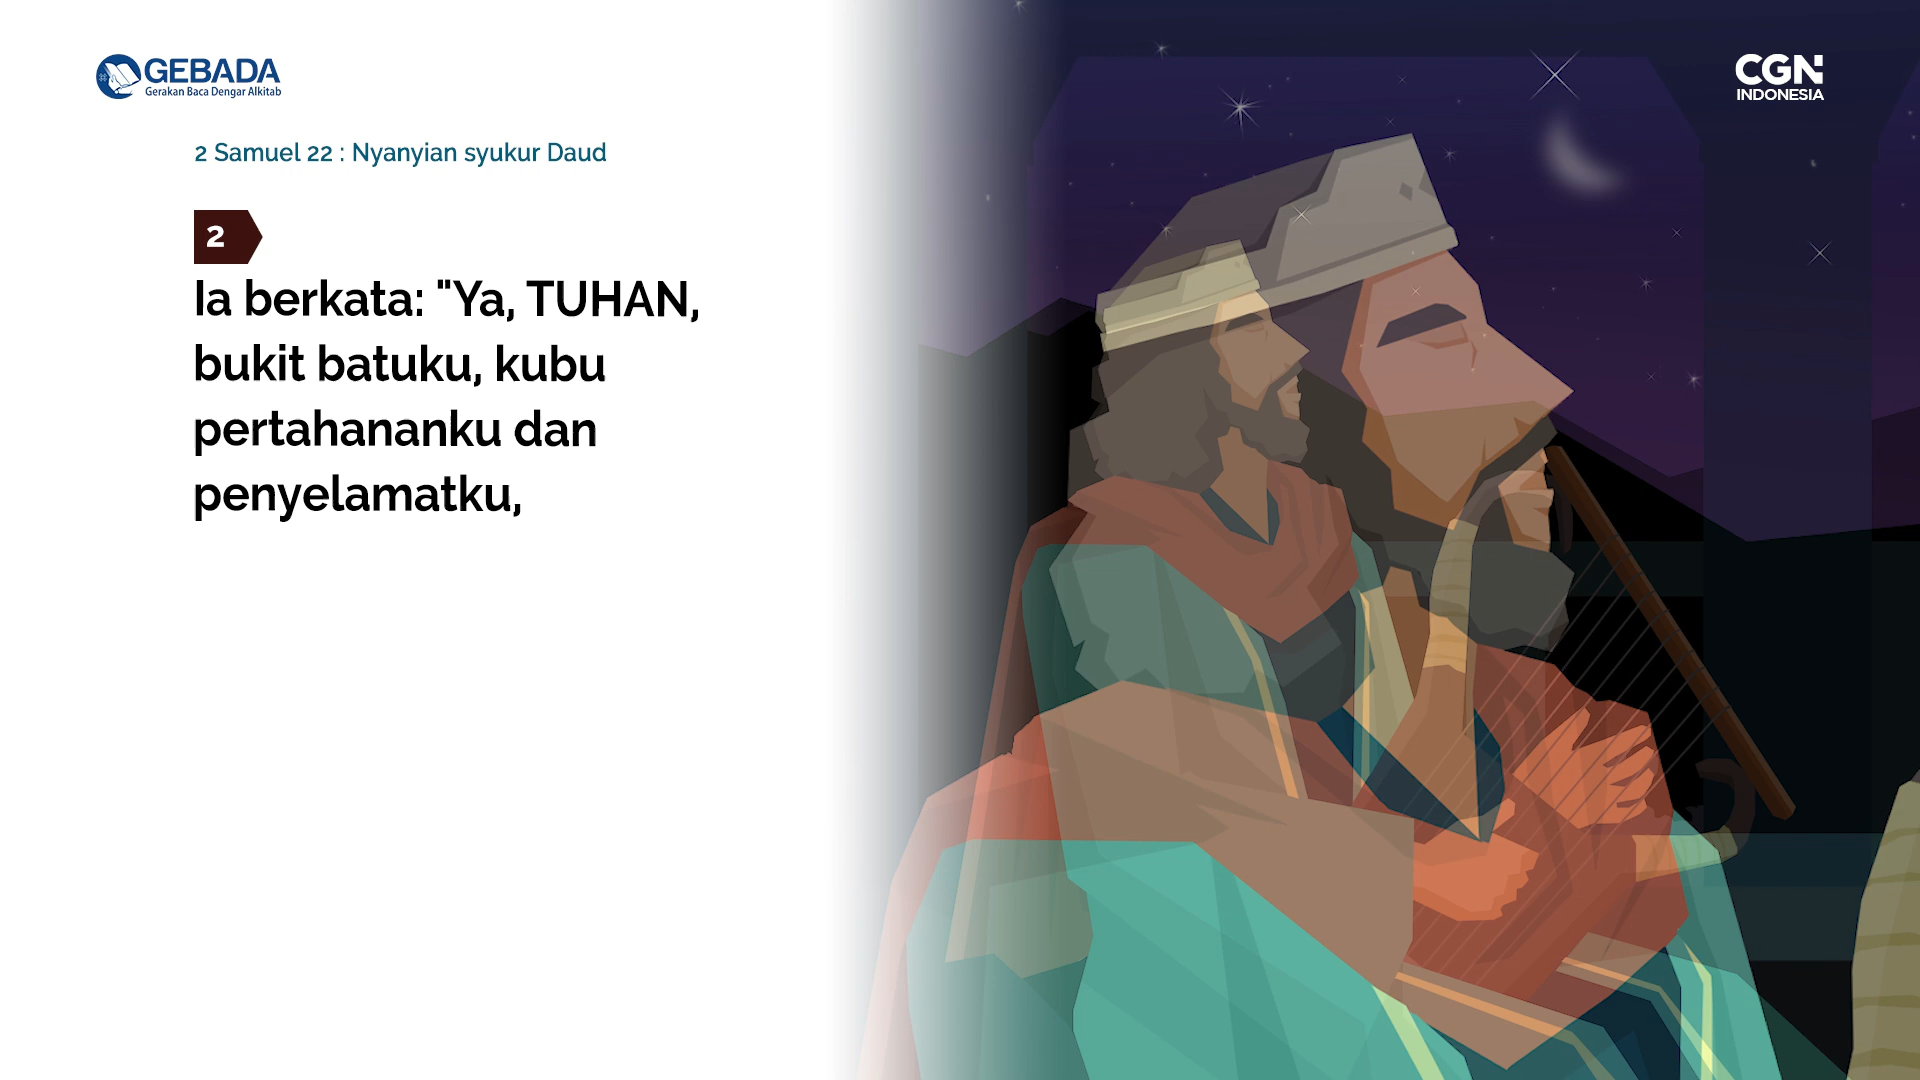 GEBADA
Gerakan Baca Dengar Alkitab
CGN
INDONESIA
2 Samuel 22 : Nyanyian syukur Daud
2
Ia berkata: "Ya, TUHAN,
bukit batuku, kubu
pertahananku dan
penyelamatku,